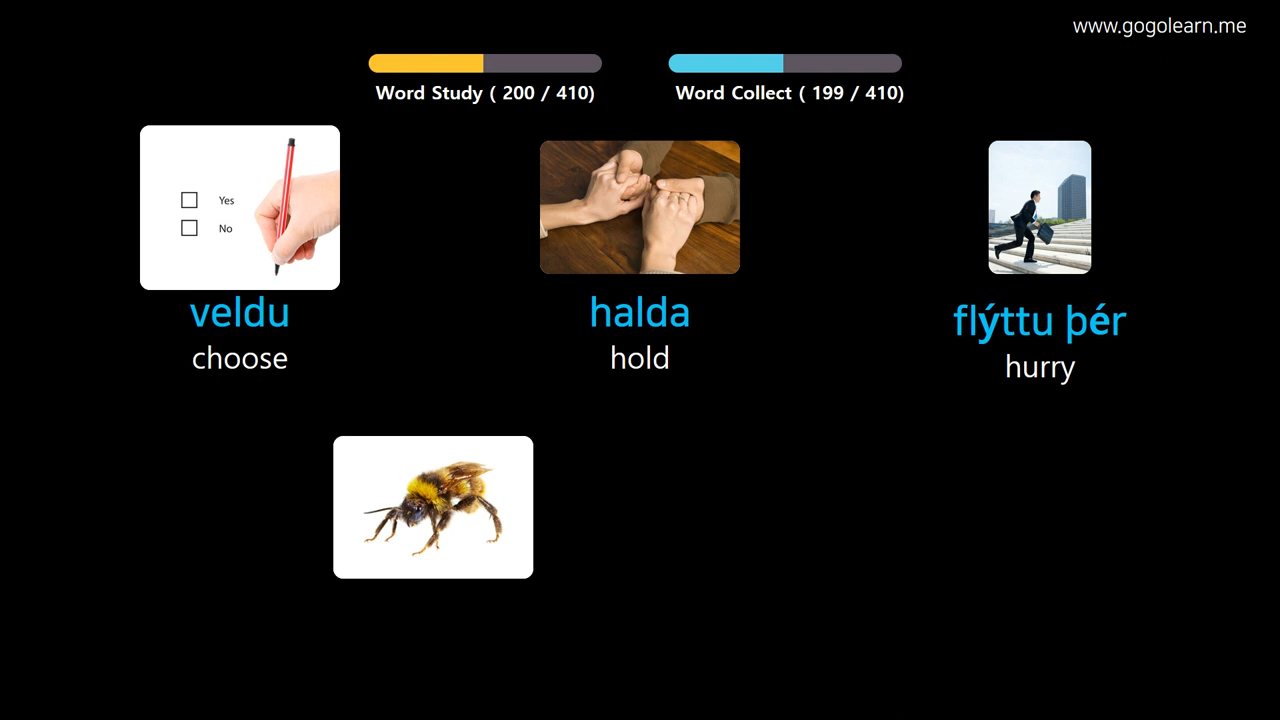 www.gogolearn.me
Word Study ( 200 / 410)
Word Collect ( 199 / 410)
Yes
No
veldu
choose
halda
hold
flýttu þér
hurry